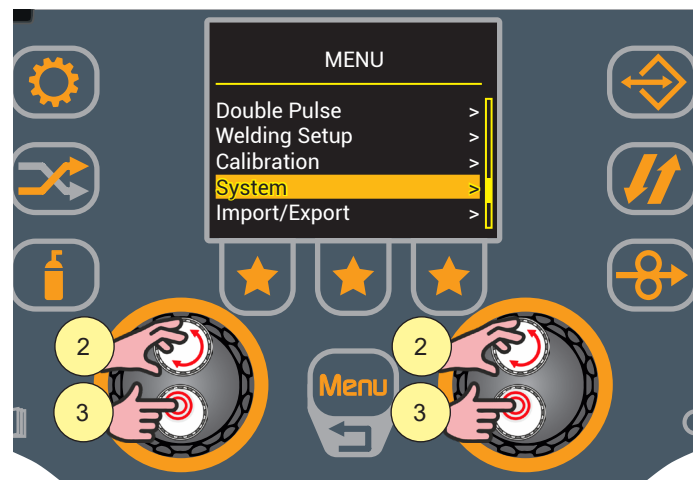 MENU
Double Pulse >
Welding Setup >
Calibration >
System >
Import/Export >
2
2
3
3
Menu